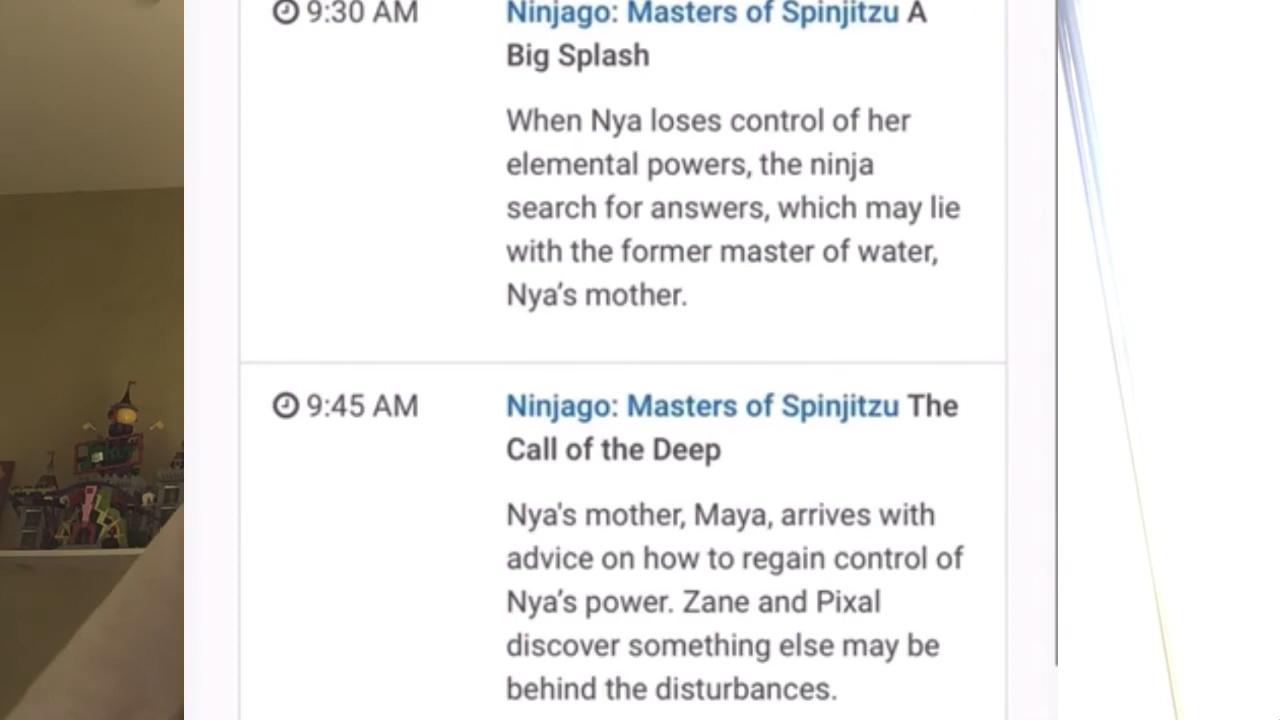 9:30 AM
Ninjago: Masters of Spinjitzu A
Big Splash
When Nya loses control of her
elemental powers, the ninja
search for answers, which may lie
with the former master of water,
Nya's mother.
9:45 AM
Ninjago: Masters of Spinjitzu The
Call of the Deep
Nya's mother, Maya, arrives with
advice on how to regain control of
Nya's power. Zane and Pixal
discover something else may be
behind the disturbances.